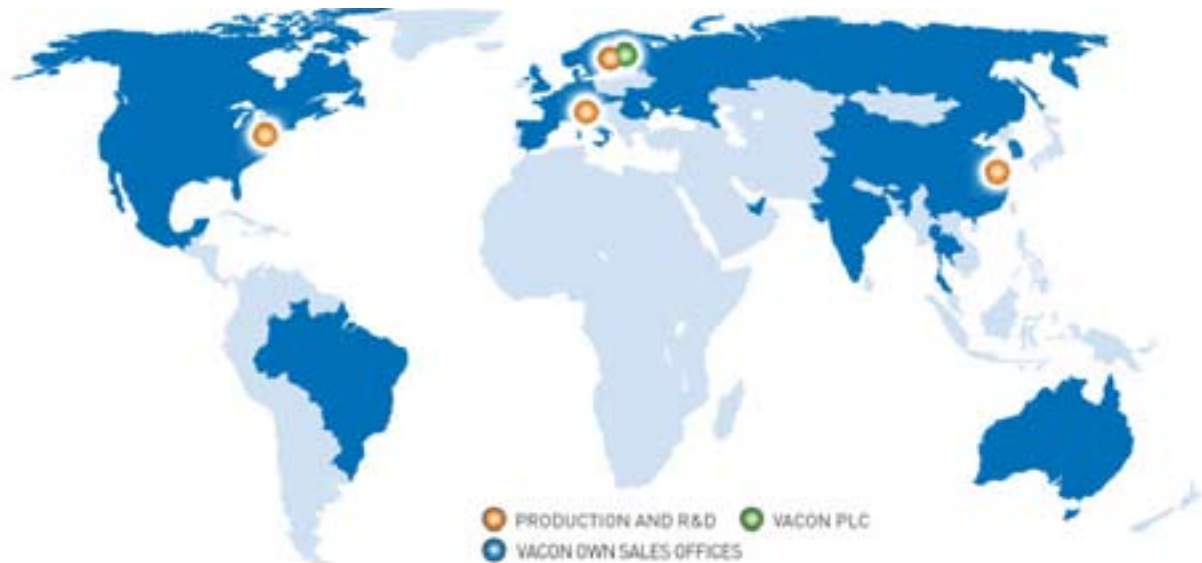 PRODUCTION AND R&D VACON PLC
VACON OWN SALES OFFICES